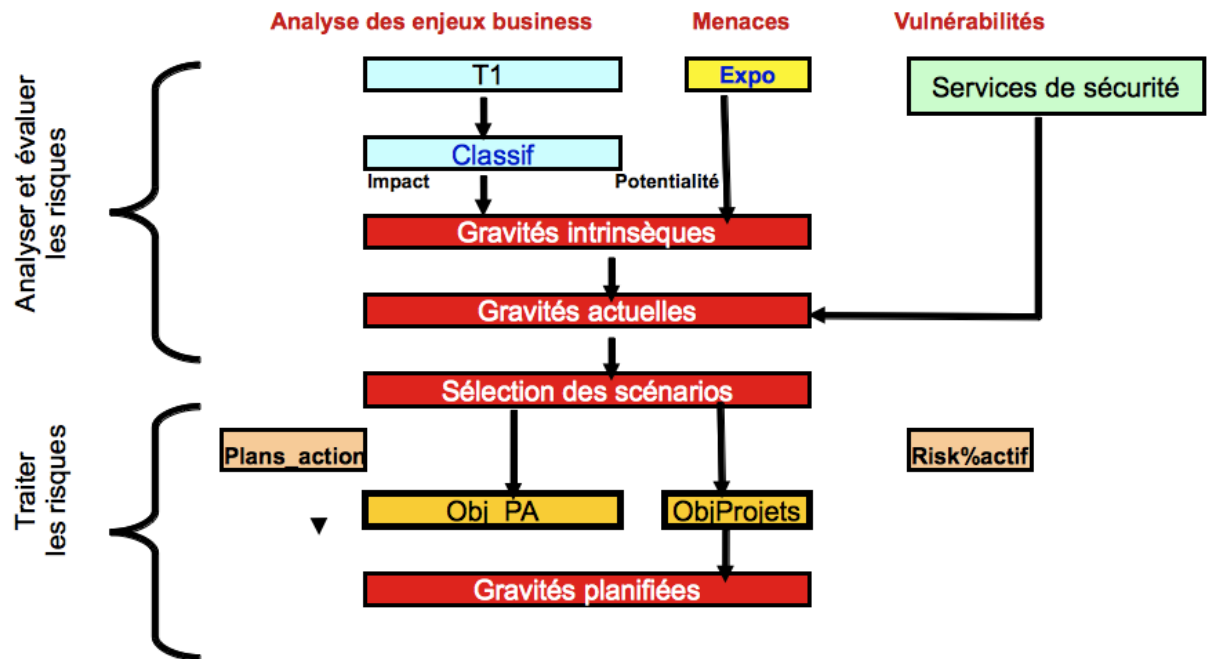 Analyse des enjeux business
Menaces
Vulnérabilités
Analyser et évaluer
les risques
T1
Expo
Services de sécurité
Classif
Impact
Potentialité
Gravités intrinsèques
Gravités actuelles
Sélection des scénarios
Traiter
les risques
Plans_action
Risk%actif
Obj_PA
ObjProjets
Gravités planifiées